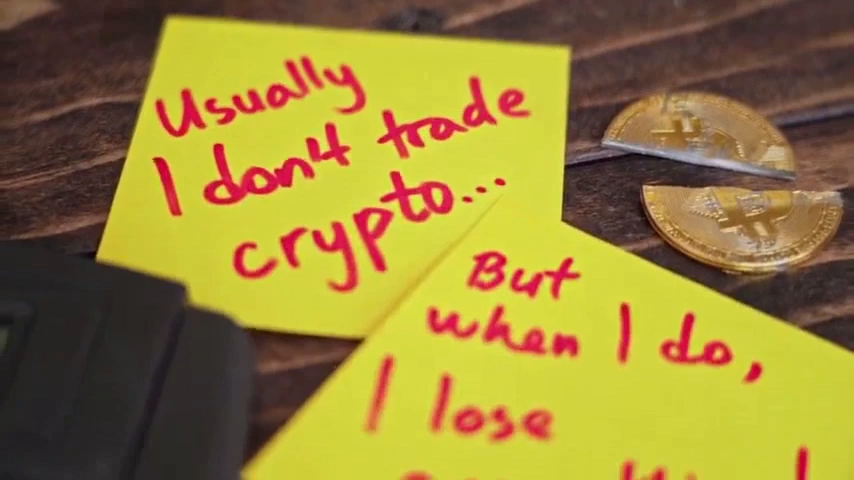 Usually
I don't trade
crypto...
But
when I do,
I lose